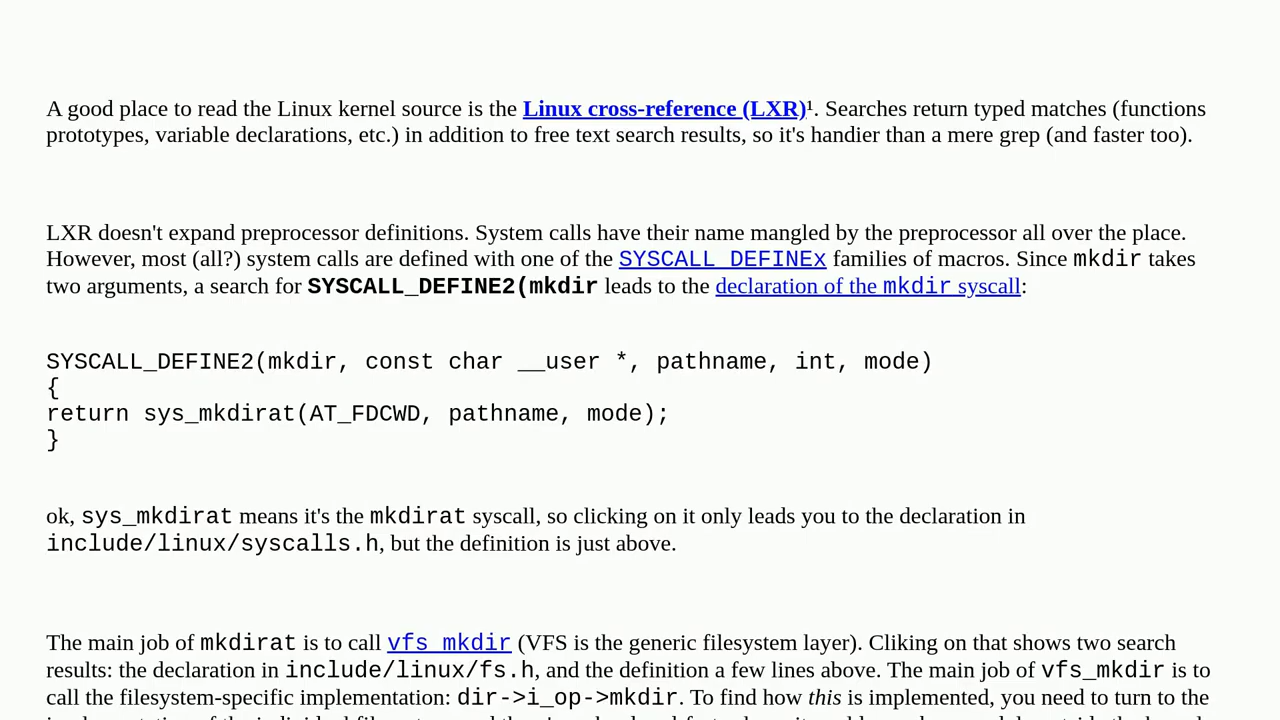 A good place to read the Linux kernel source is the Linux cross-reference (LXR)¹. Searches return typed matches (functions
prototypes, variable declarations, etc.) in addition to free text search results, so it's handier than a mere grep (and faster too).
LXR doesn't expand preprocessor definitions. System calls have their name mangled by the preprocessor all over the place.
However, most (all?) system calls are defined with one of the SYSCALL_DEFINEx families of macros. Since mkdir takes
two arguments, a search for SYSCALL_DEFINE2(mkdir leads to the declaration of the mkdir syscall:
SYSCALL_DEFINE2(mkdir, const char __user *, pathname, int, mode)
{
return sys_mkdirat(AT_FDCWD, pathname, mode);
}
ok, sys_mkdirat means it's the mkdirat syscall, so clicking on it only leads you to the declaration in
include/linux/syscalls.h, but the definition is just above.
The main job of mkdirat is to call vfs_mkdir (VFS is the generic filesystem layer). Cliking on that shows two search
results: the declaration in include/linux/fs.h, and the definition a few lines above. The main job of vfs_mkdir is to
call the filesystem-specific implementation: dir->i_op->mkdir. To find how this is implemented, you need to turn to the